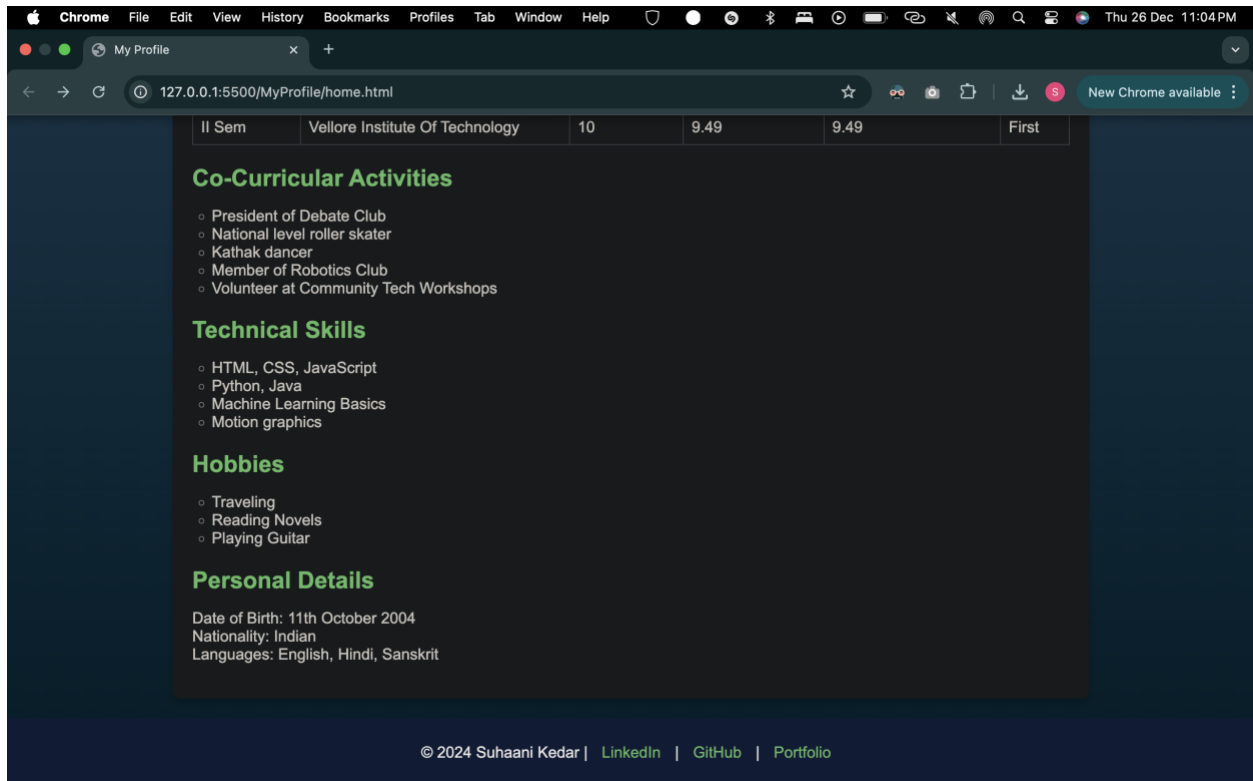 Chrome File Edit View History Bookmarks Profiles Tab Window Help Thu 26 Dec 11:04 PM
My Profile
127.0.0.1:5500/MyProfile/home.html S New Chrome available
II Sem Vellore Institute Of Technology 10 9.49 9.49 First
Co-Curricular Activities
President of Debate Club
National level roller skater
Kathak dancer
Member of Robotics Club
Volunteer at Community Tech Workshops
Technical Skills
HTML, CSS, JavaScript
Python, Java
Machine Learning Basics
Motion graphics
Hobbies
Traveling
Reading Novels
Playing Guitar
Personal Details
Date of Birth: 11th October 2004
Nationality: Indian
Languages: English, Hindi, Sanskrit
© 2024 Suhaani Kedar | LinkedIn | GitHub | Portfolio